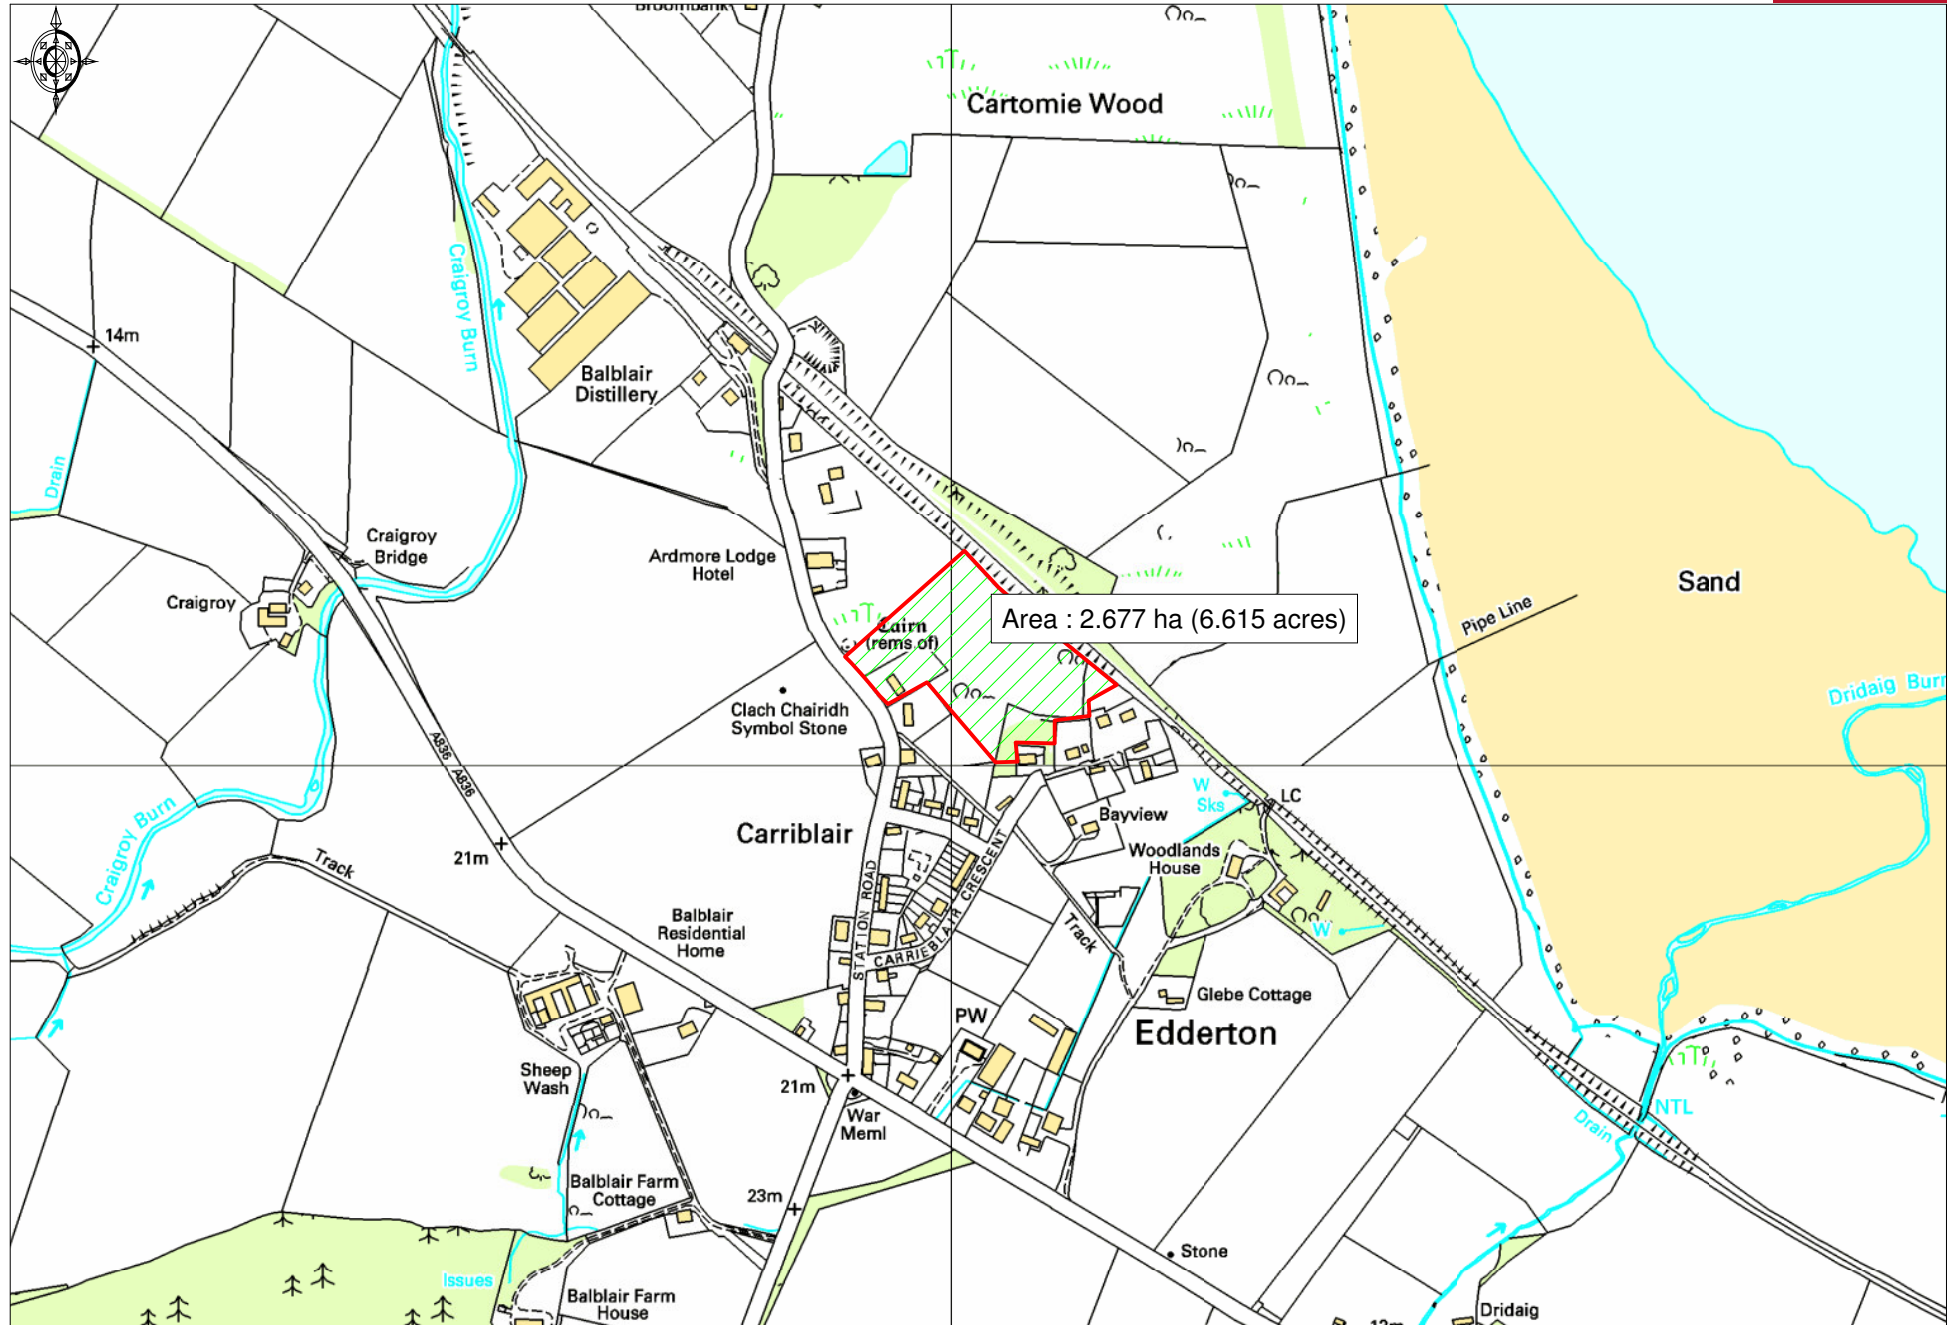 Broombank
Cartomie Wood
Craigroy Burn
14m
Balblair
Distillery
Drain
Craigroy
Bridge
Ardmore Lodge
Hotel
Craigroy
Cairn
(rems of)
Area : 2.677 ha (6.615 acres)
Sand
Pipe Line
Dridaig Burn
Clach Chairidh
Symbol Stone
A836
A836
W
Sks
LC
Craigroy Burn
21m
Carriblair
Bayview
Woodlands
House
Track
STATION ROAD
CARRIEBLAIR CRESCENT
Balblair
Residential
Home
Track
W
Glebe Cottage
PW
Edderton
Sheep
Wash
21m
War
Meml
NTL
Drain
Balblair Farm
Cottage
23m
Stone
Issues
Balblair Farm
House
Dridaig
12m